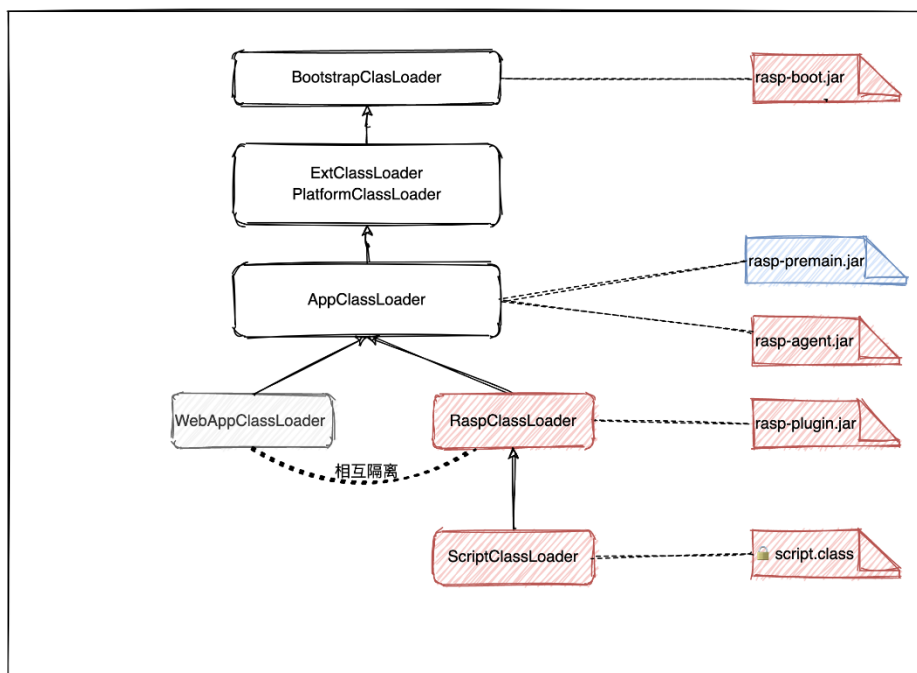 BootstrapClasLoader
rasp-boot.jar
ExtClassLoader
PlatformClassLoader
AppClassLoader
rasp-premain.jar
rasp-agent.jar
WebAppClassLoader
RaspClassLoader
rasp-plugin.jar
相互隔离
ScriptClassLoader
🔒 script.class